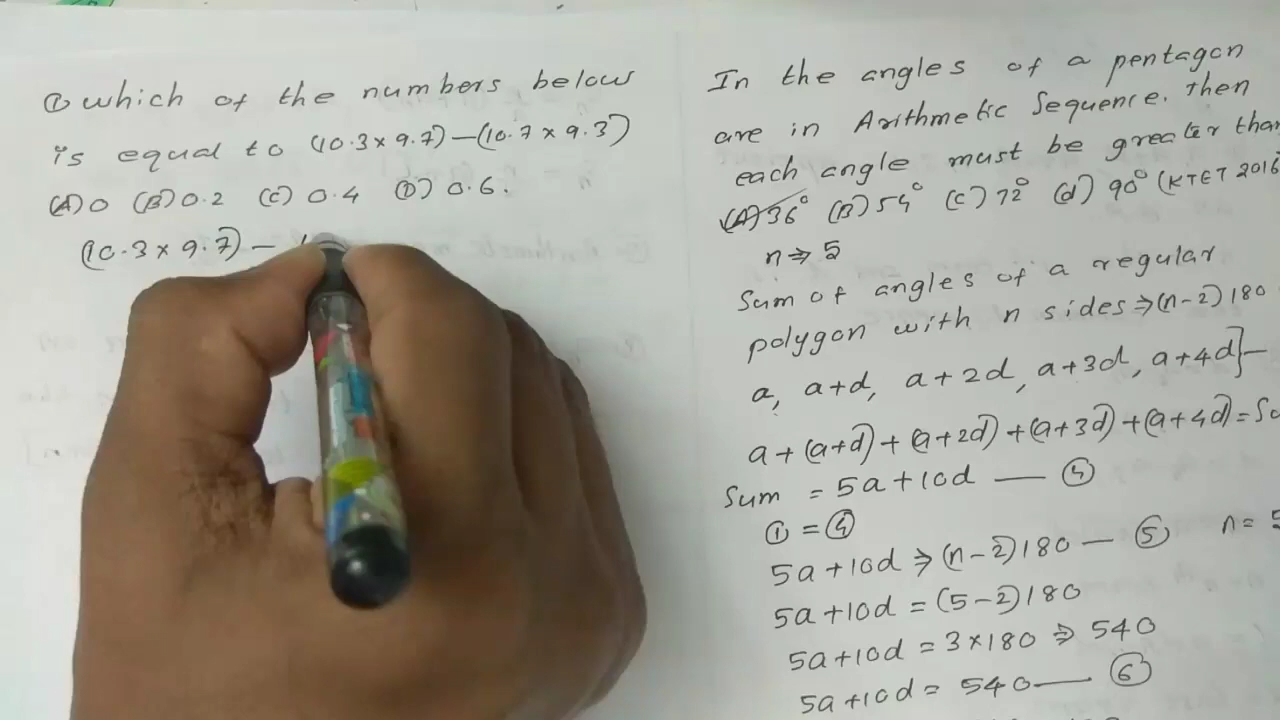 ① which of the numbers below
is equal to (10.3 × 9.7) — (10.7 × 9.3)
(A) 0 (B) 0.2 (C) 0.4 (D) 0.6.
(10.3 × 9.7) —
In the angles of a pentagon
are in Arithmetic Sequence. Then
each angle must be greater than
(A) 36° (B) 54° (C) 72° (d) 90° (KTET 2016
n ⇒ 5
Sum of angles of a regular
polygon with n sides ⇒ (n-2) 180
a, a+d, a+2d, a+3d, a+4d} —
a + (a+d) + (a+2d) + (a+3d) + (a+4d) =
Sum = 5a + 10d — ④
① = ④
5a + 10d ⇒ (n-2) 180 — ⑤ n =
5a + 10d = (5-2) 180
5a + 10d = 3 × 180 ⇒ 540
5a + 10d = 540 — ⑥